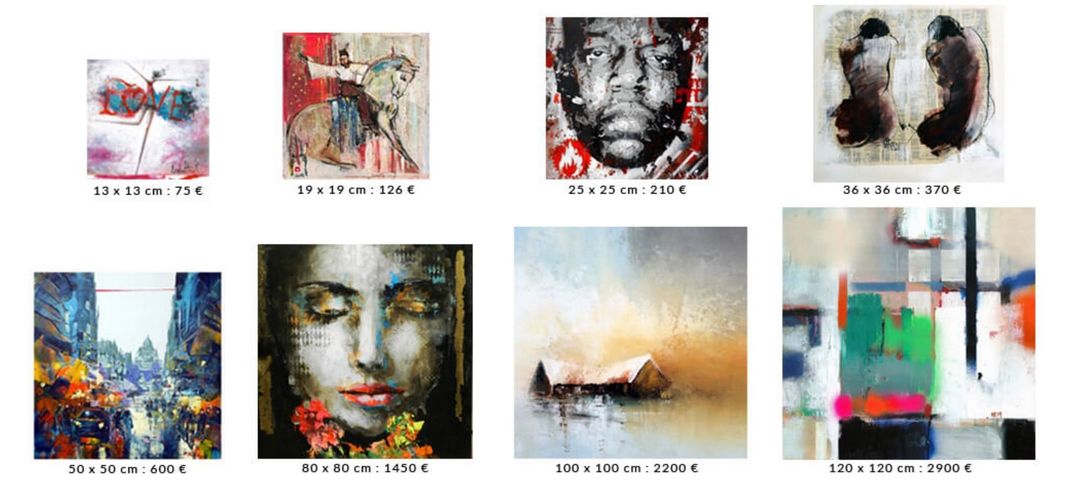 LOVE
13 x 13 cm : 75 €
19 x 19 cm : 126 €
25 x 25 cm : 210 €
36 x 36 cm : 370 €
50 x 50 cm : 600 €
80 x 80 cm : 1450 €
100 x 100 cm : 2200 €
120 x 120 cm : 2900 €